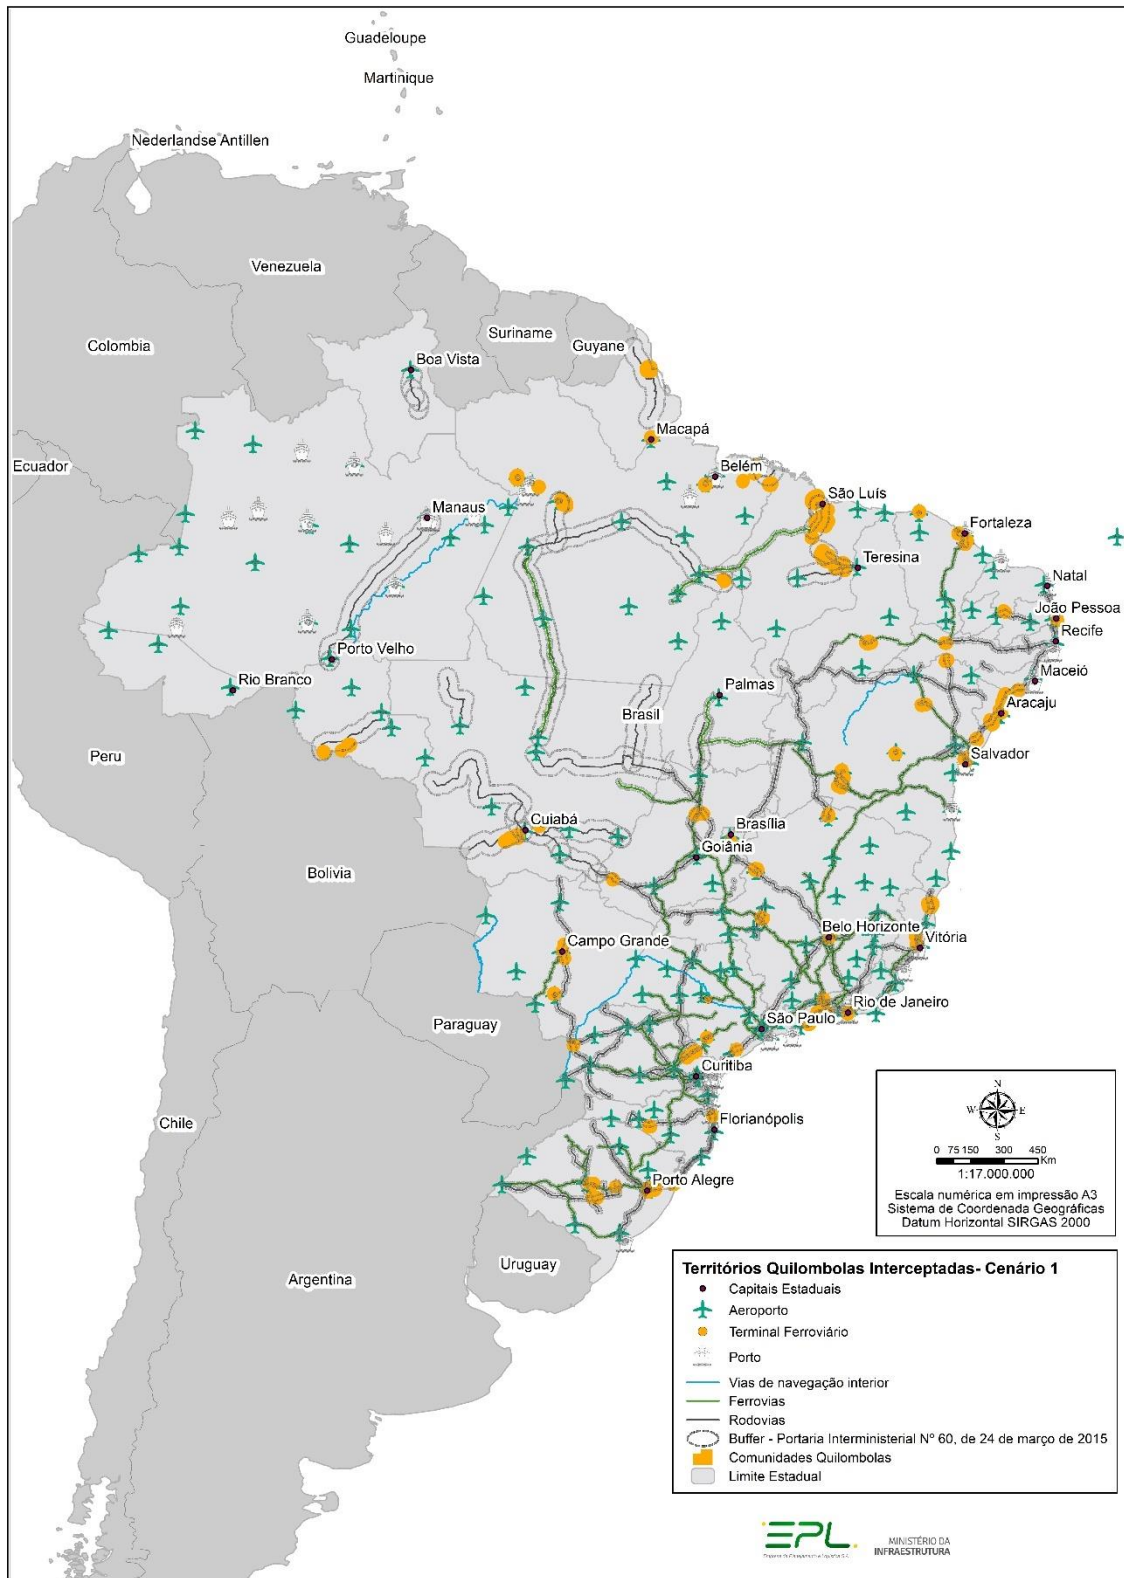 Guadeloupe
Martinique
Nederlandse Antillen
Venezuela
Colombia
Suriname
Guyane
Boa Vista
Ecuador
Macapá
Belém
São Luís
Manaus
Fortaleza
Teresina
Natal
João Pessoa
Recife
Porto Velho
Maceió
Rio Branco
Palmas
Aracaju
Brasil
Peru
Salvador
Cuiabá
Brasília
Goiânia
Bolivia
Belo Horizonte
Vitória
Campo Grande
Rio de Janeiro
São Paulo
Paraguay
Curitiba
Chile
Florianópolis
Porto Alegre
Uruguay
Argentina
N
W E
S
0 75 150 300 450
Km
1:17.000.000
Escala numérica em impressão A3
Sistema de Coordenada Geográficas
Datum Horizontal SIRGAS 2000
Territórios Quilombolas Interceptadas- Cenário 1
Capitais Estaduais
Aeroporto
Terminal Ferroviário
Porto
Vias de navegação interior
Ferrovias
Rodovias
Buffer - Portaria Interministerial Nº 60, de 24 de março de 2015
Comunidades Quilombolas
Limite Estadual
EPL
MINISTÉRIO DA
INFRAESTRUTURA